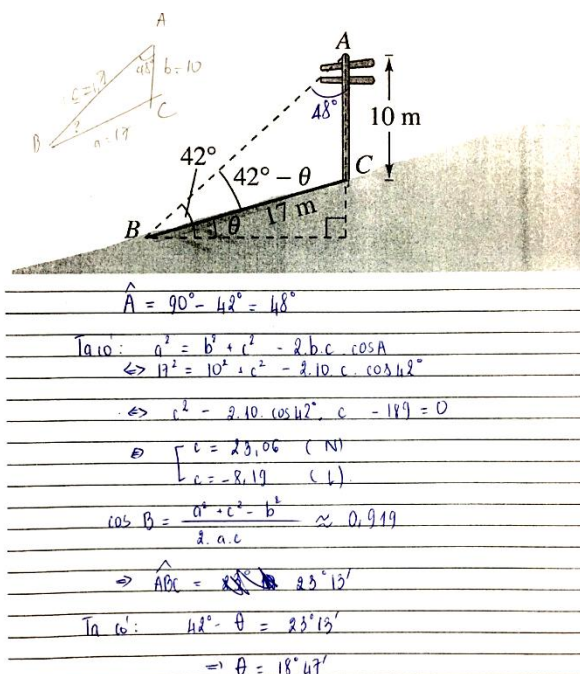 A
48°
b=10
C
a=17
B
?
A
48°
10 m
C
42°
42° − θ
17 m
B
θ
Â = 90° - 42° = 48°
Ta có: a² = b² + c² - 2.b.c. cosA
<=> 17² = 10² + c² - 2.10.c. cos42°
<=> c² - 2.10. cos42°. c - 189 = 0
=> [ c = 23,06 (N)
c = -8,19 (L)
cos B = a² + c² - b² / 2.a.c ≈ 0,919
=> ABC = 23°13'
Ta có: 42° - θ = 23°13'
=> θ = 18°47'